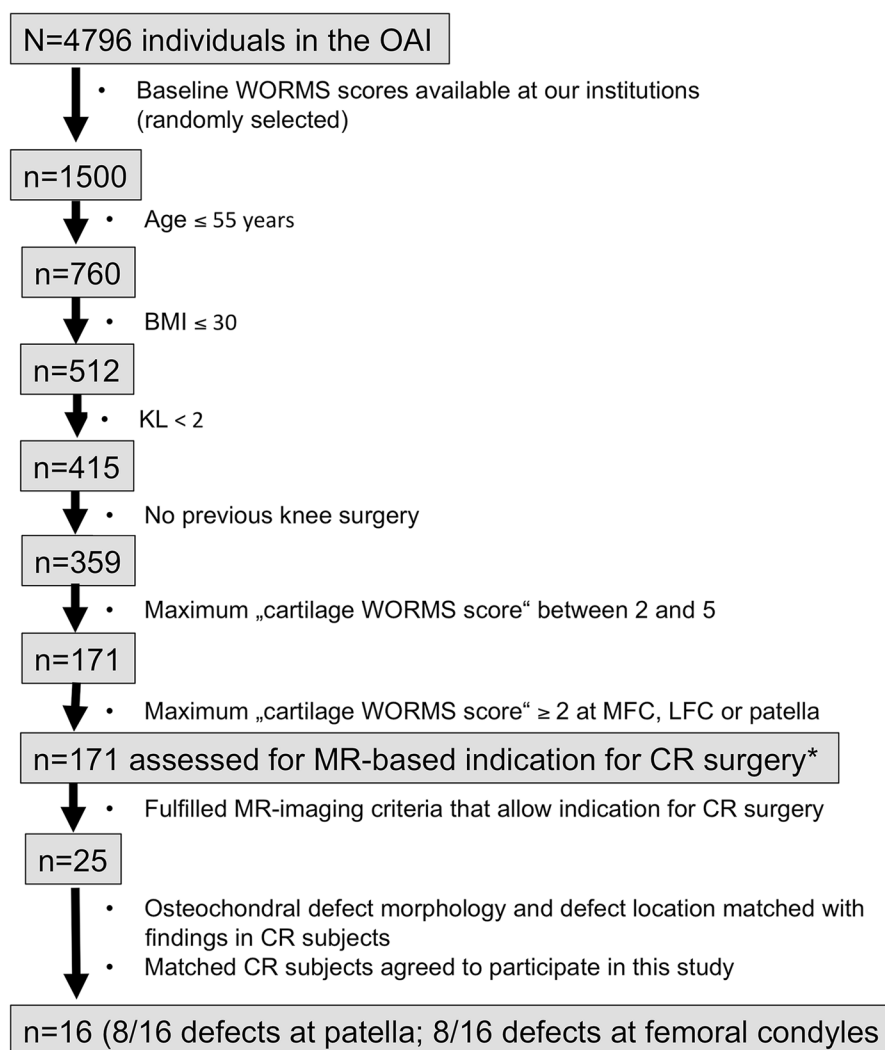 N=4796 individuals in the OAI
• Baseline WORMS scores available at our institutions
(randomly selected)
n=1500
• Age ≤ 55 years
n=760
• BMI ≤ 30
n=512
• KL < 2
n=415
• No previous knee surgery
n=359
• Maximum „cartilage WORMS score“ between 2 and 5
n=171
• Maximum „cartilage WORMS score“ ≥ 2 at MFC, LFC or patella
n=171 assessed for MR-based indication for CR surgery*
• Fulfilled MR-imaging criteria that allow indication for CR surgery
n=25
• Osteochondral defect morphology and defect location matched with
findings in CR subjects
• Matched CR subjects agreed to participate in this study
n=16 (8/16 defects at patella; 8/16 defects at femoral condyles